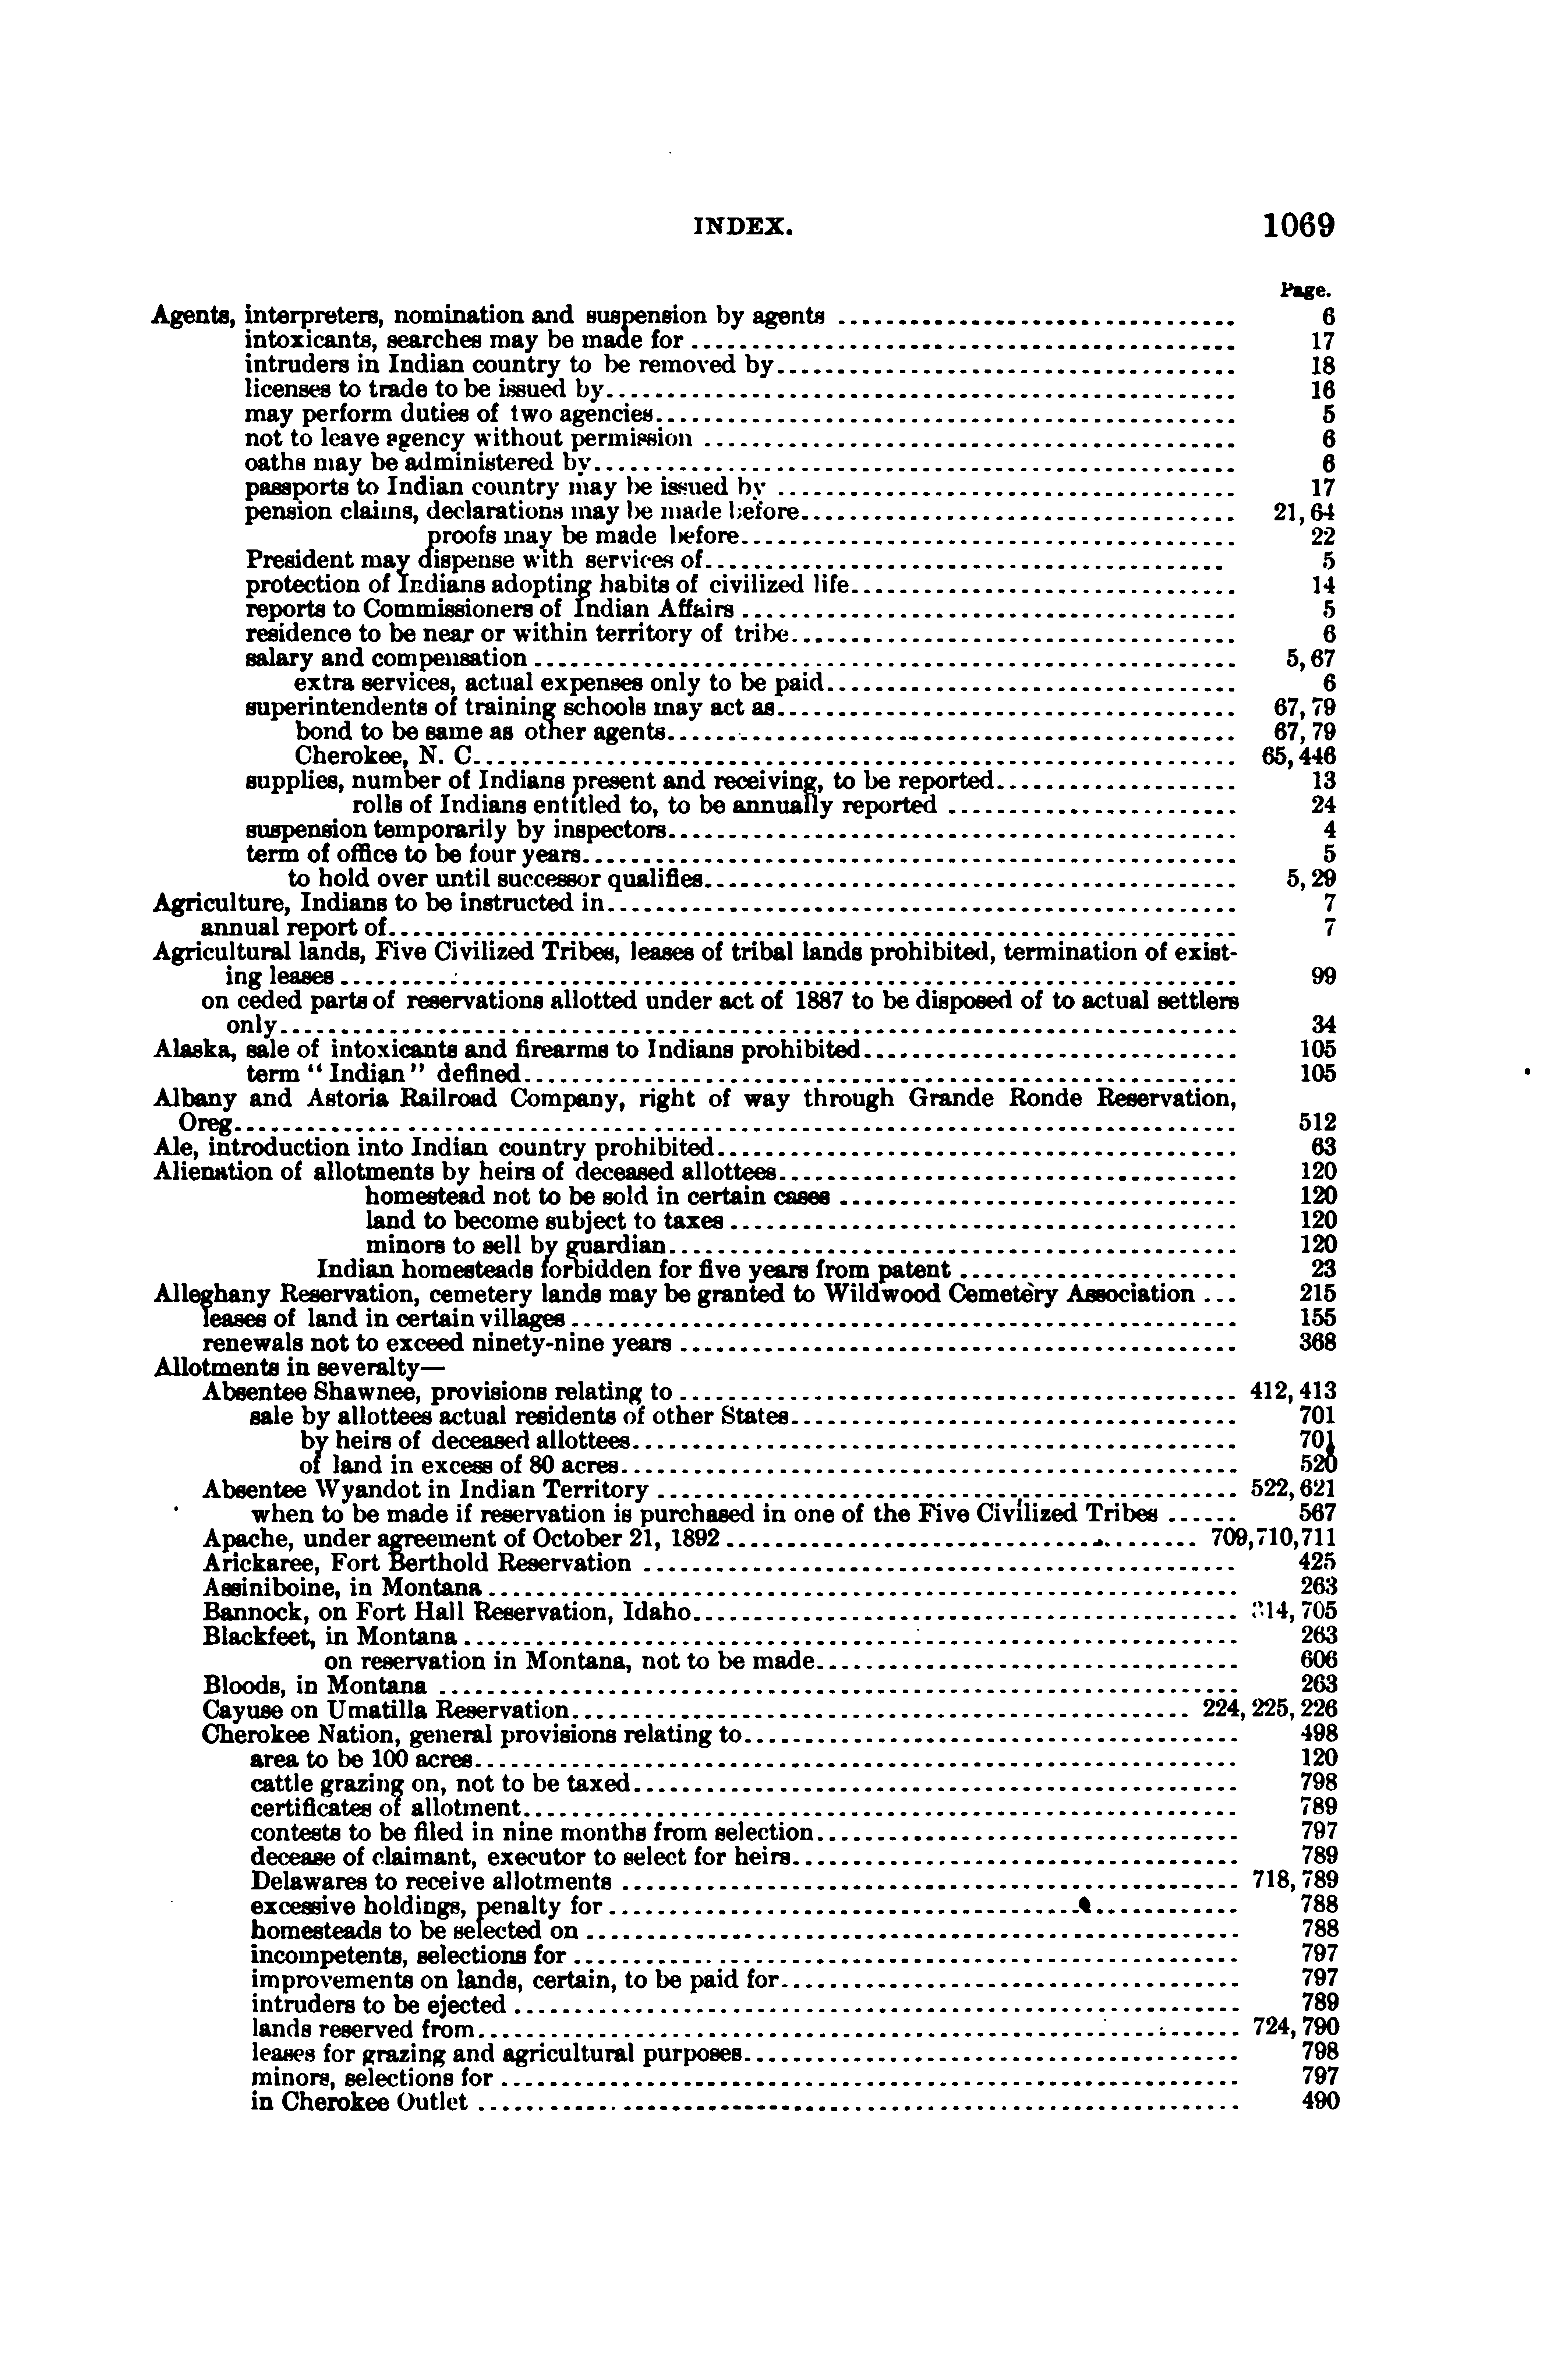 INDEX. 1069
Page.
Agents, interpreters, nomination and suspension by agents 6
intoxicants, searches may be made for 17
intruders in Indian country to be removed by 18
licenses to trade to be issued by 16
may perform duties of two agencies 5
not to leave agency without permission 6
oaths may be administered by 6
passports to Indian country may be issued by 17
pension claims, declarations may be made before 21, 64
proofs may be made before 22
President may dispense with services of 5
protection of Indians adopting habits of civilized life 14
reports to Commissioners of Indian Affairs 5
residence to be near or within territory of tribe 6
salary and compensation 5, 67
extra services, actual expenses only to be paid 6
superintendents of training schools may act as 67, 79
bond to be same as other agents 67, 79
Cherokee, N. C. 65, 446
supplies, number of Indians present and receiving, to be reported 13
rolls of Indians entitled to, to be annually reported 24
suspension temporarily by inspectors 4
term of office to be four years 5
to hold over until successor qualifies 5, 29
Agriculture, Indians to be instructed in 7
annual report of 7
Agricultural lands, Five Civilized Tribes, leases of tribal lands prohibited, termination of exist-
ing leases 99
on ceded parts of reservations allotted under act of 1887 to be disposed of to actual settlers
only 34
Alaska, sale of intoxicants and firearms to Indians prohibited 105
term "Indian" defined 105
Albany and Astoria Railroad Company, right of way through Grande Ronde Reservation,
Oreg. 512
Ale, introduction into Indian country prohibited 63
Alienation of allotments by heirs of deceased allottees 120
homestead not to be sold in certain cases 120
land to become subject to taxes 120
minors to sell by guardian 120
Indian homesteads forbidden for five years from patent 23
Alleghany Reservation, cemetery lands may be granted to Wildwood Cemetery Association 215
leases of land in certain villages 155
renewals not to exceed ninety-nine years 368
Allotments in severalty—
Absentee Shawnee, provisions relating to 412, 413
sale by allottees actual residents of other States 701
by heirs of deceased allottees 701
of land in excess of 80 acres 520
Absentee Wyandot in Indian Territory 522, 621
when to be made if reservation is purchased in one of the Five Civilized Tribes 567
Apache, under agreement of October 21, 1892 709, 710, 711
Arickaree, Fort Berthold Reservation 425
Assiniboine, in Montana 263
Bannock, on Fort Hall Reservation, Idaho 314, 705
Blackfeet, in Montana 263
on reservation in Montana, not to be made 606
Bloods, in Montana 263
Cayuse on Umatilla Reservation 224, 225, 226
Cherokee Nation, general provisions relating to 498
area to be 100 acres 120
cattle grazing on, not to be taxed 798
certificates of allotment 789
contests to be filed in nine months from selection 797
decease of claimant, executor to select for heirs 789
Delawares to receive allotments 718, 789
excessive holdings, penalty for 788
homesteads to be selected on 788
incompetents, selections for 797
improvements on lands, certain, to be paid for 797
intruders to be ejected 789
lands reserved from 724, 790
leases for grazing and agricultural purposes 798
minors, selections for 797
in Cherokee Outlet 490